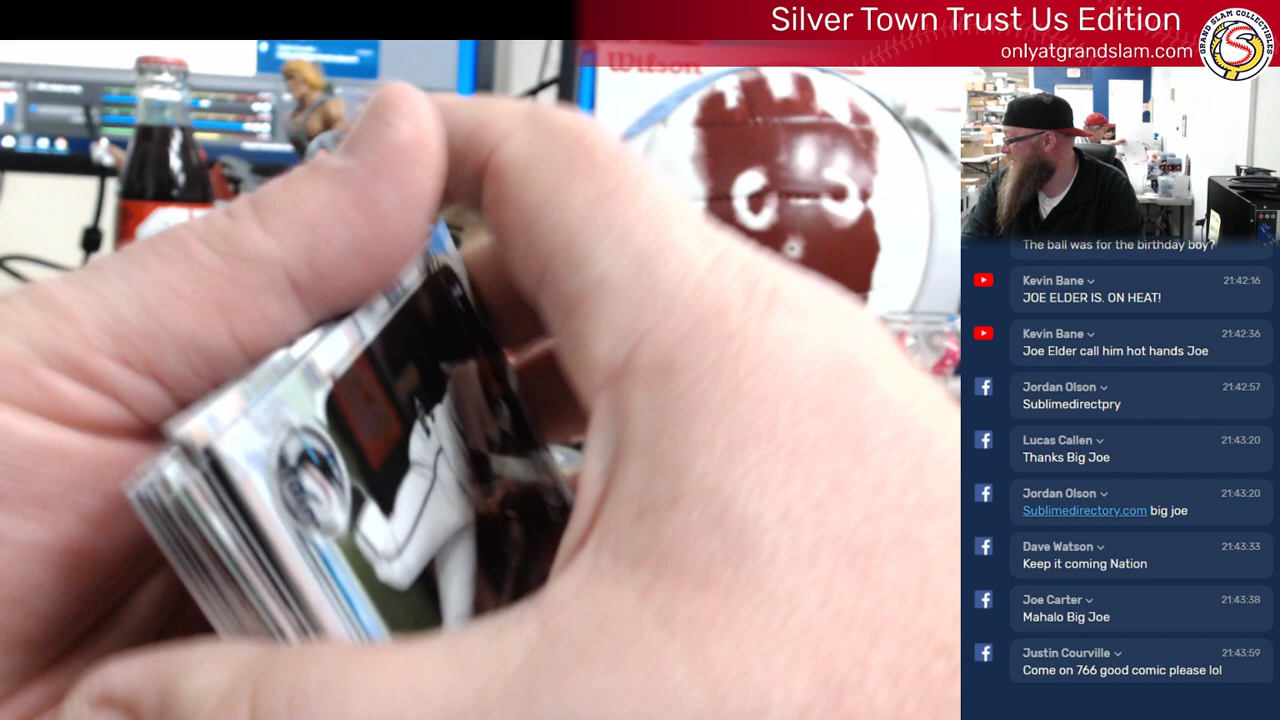 Silver Town Trust Us Edition
onlyatgrandslam.com
GRAND SLAM COLLECTIBLES
Wilson
The ball was for the birthday boy?
Kevin Bane 21:42:16
JOE ELDER IS. ON HEAT!
Kevin Bane 21:42:36
Joe Elder call him hot hands Joe
Jordan Olson 21:42:57
Sublimedirectpry
Lucas Callen 21:43:20
Thanks Big Joe
Jordan Olson 21:43:20
Sublimedirectory.com big joe
Dave Watson 21:43:33
Keep it coming Nation
Joe Carter 21:43:38
Mahalo Big Joe
Justin Courville 21:43:59
Come on 766 good comic please lol